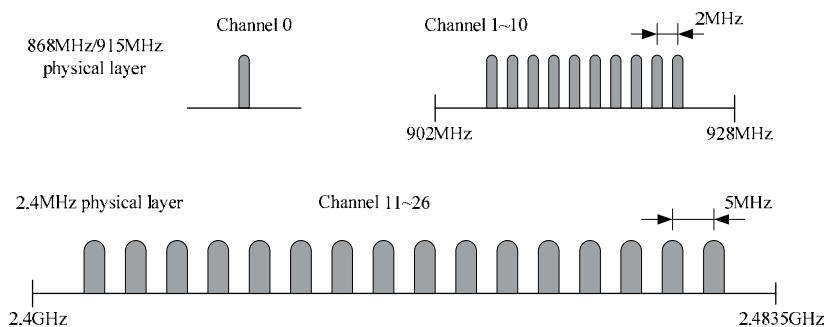 868MHz/915MHz
physical layer
Channel 0
Channel 1~10
2MHz
902MHz
928MHz
2.4MHz physical layer
Channel 11~26
5MHz
2.4GHz
2.4835GHz